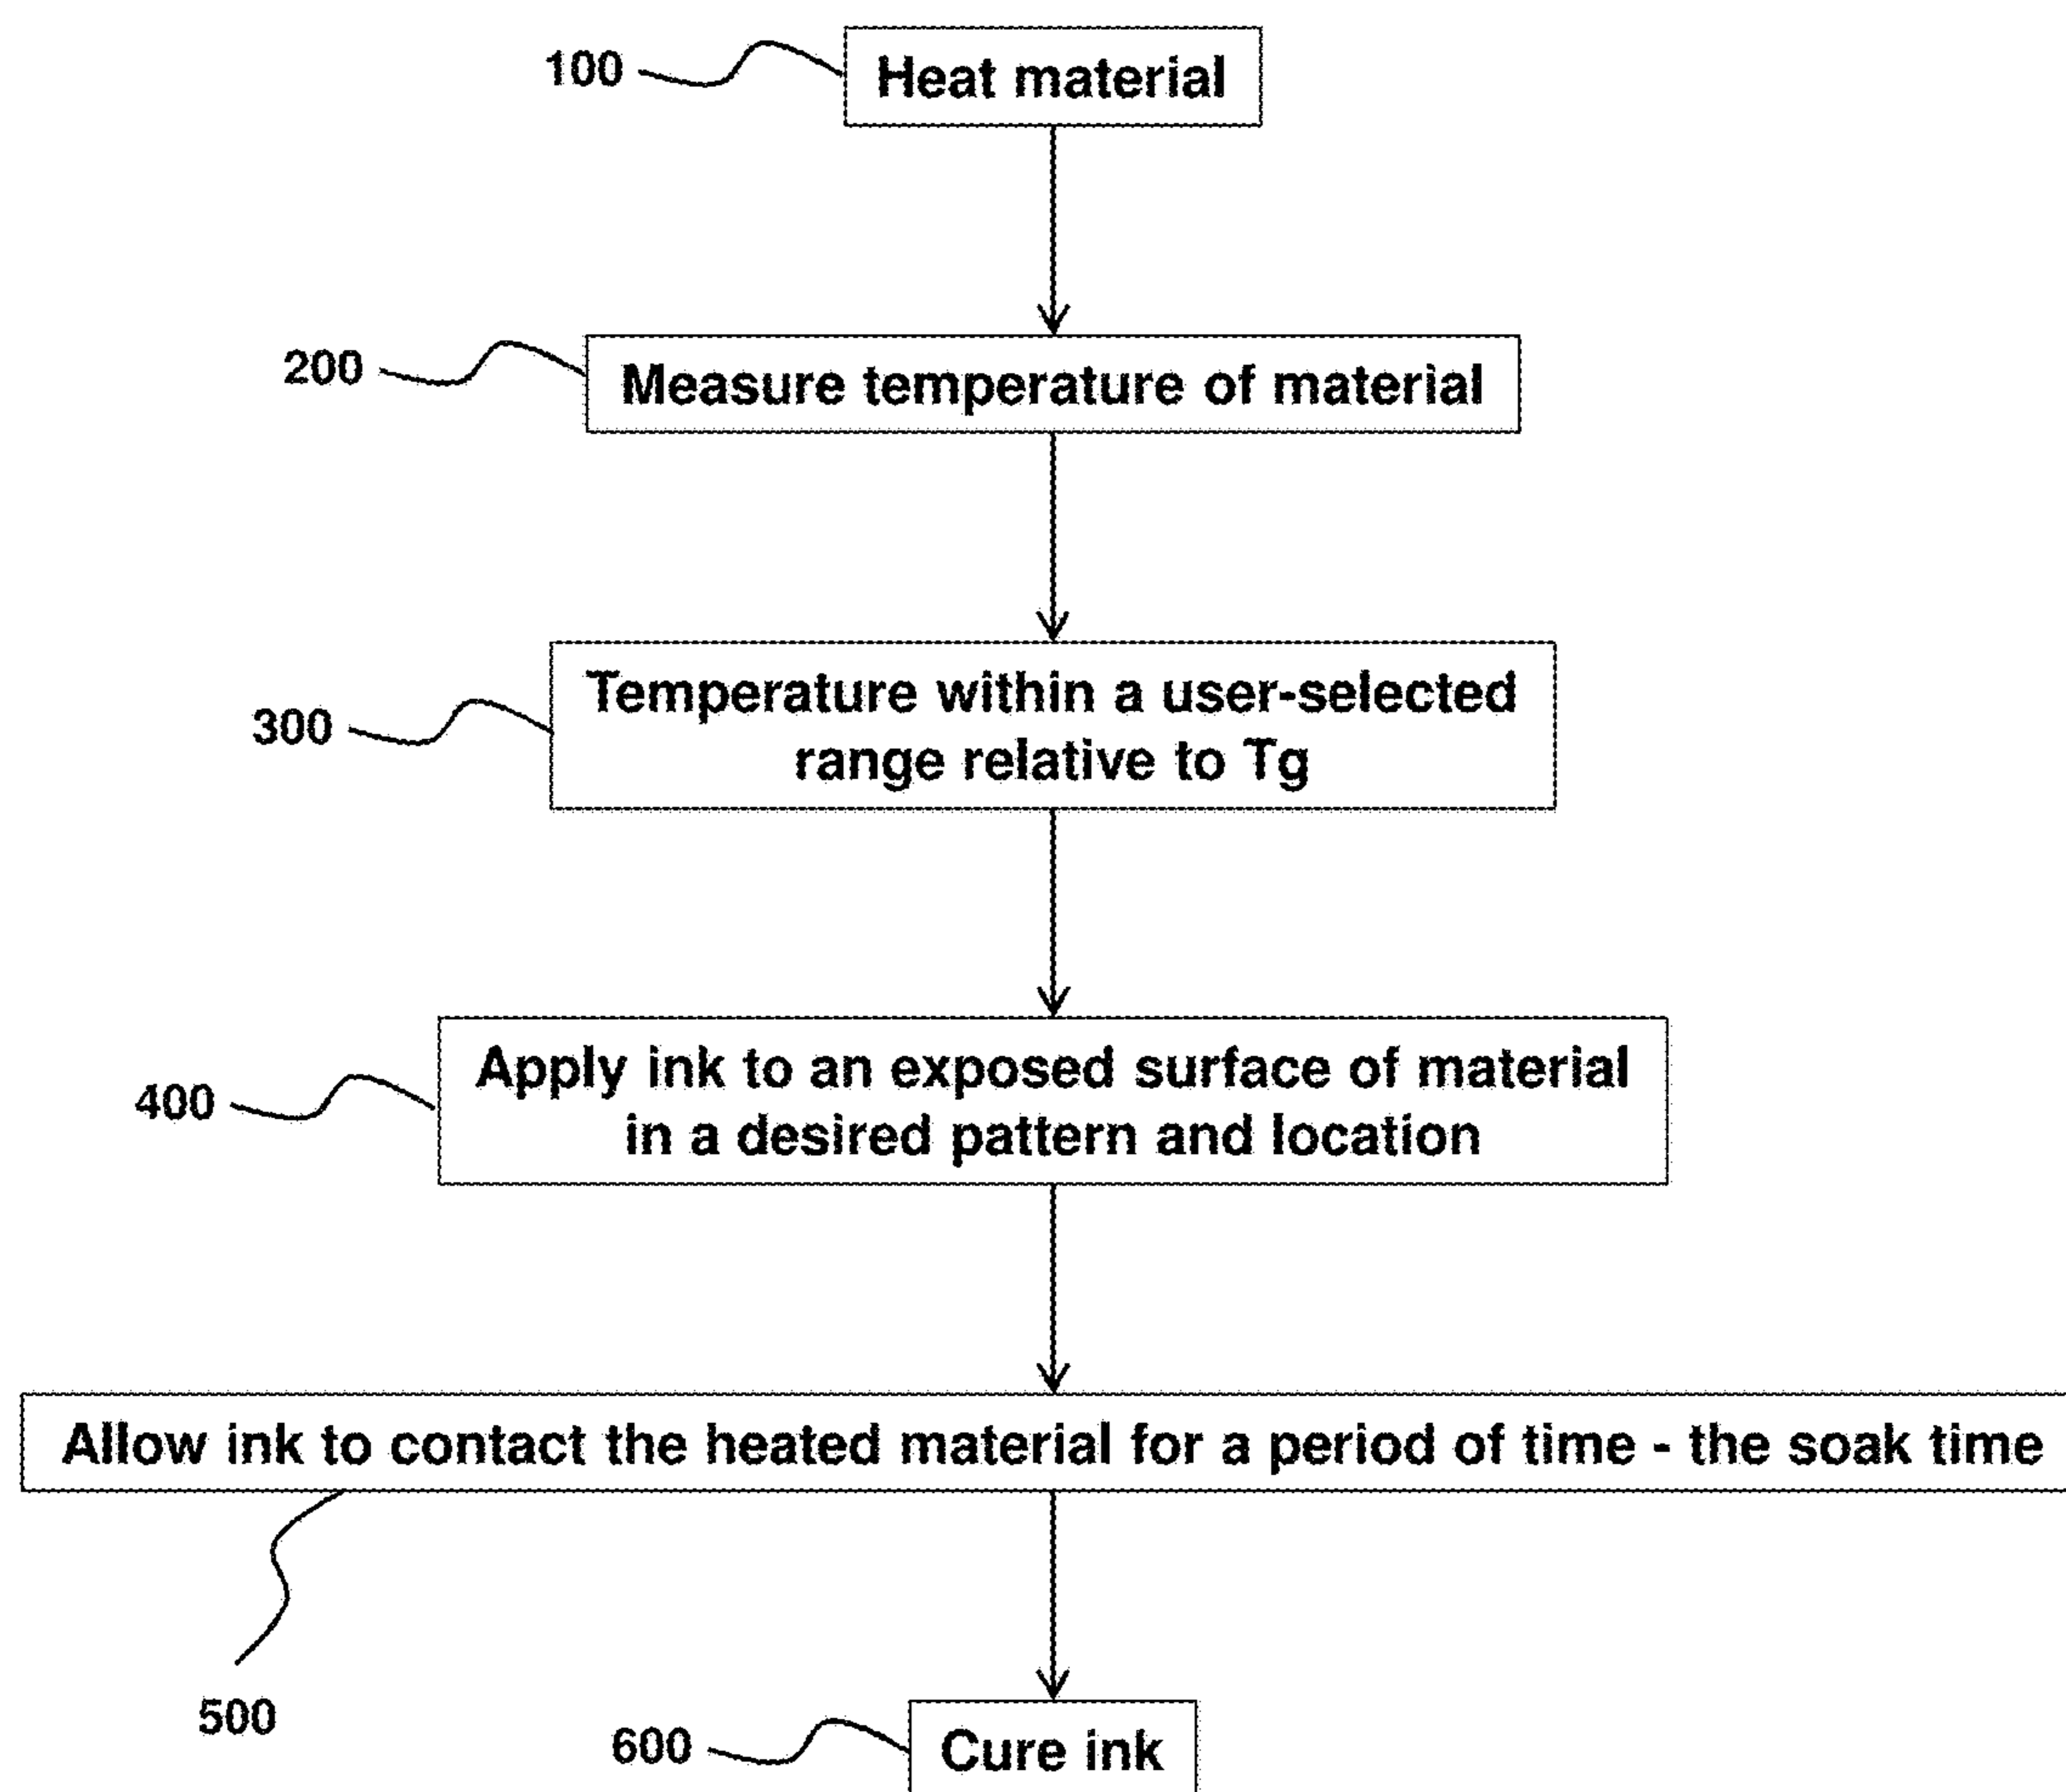 100
Heat material
200
Measure temperature of material
300
Temperature within a user-selected
range relative to Tg
400
Apply ink to an exposed surface of material
in a desired pattern and location
Allow ink to contact the heated material for a period of time - the soak time
500
600
Cure ink